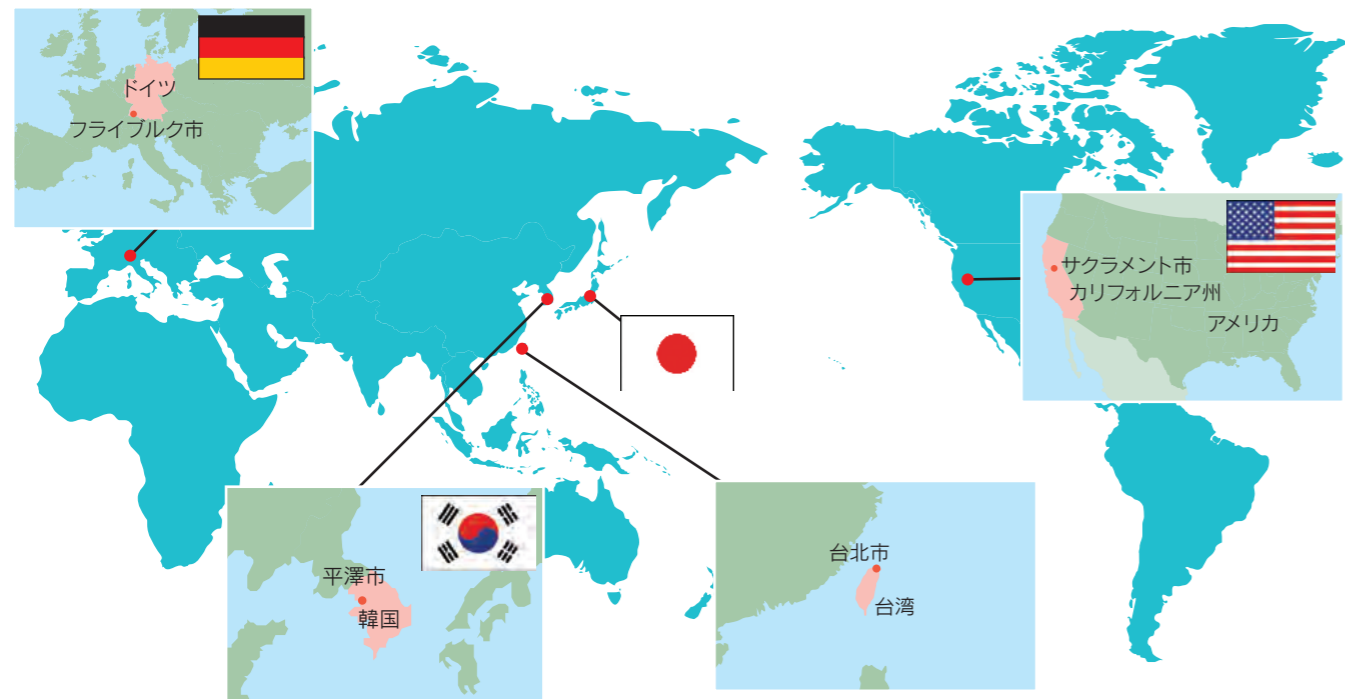 ドイツ
フライブルク市
サクラメント市
カリフォルニア州
アメリカ
平澤市
韓国
台北市
台湾